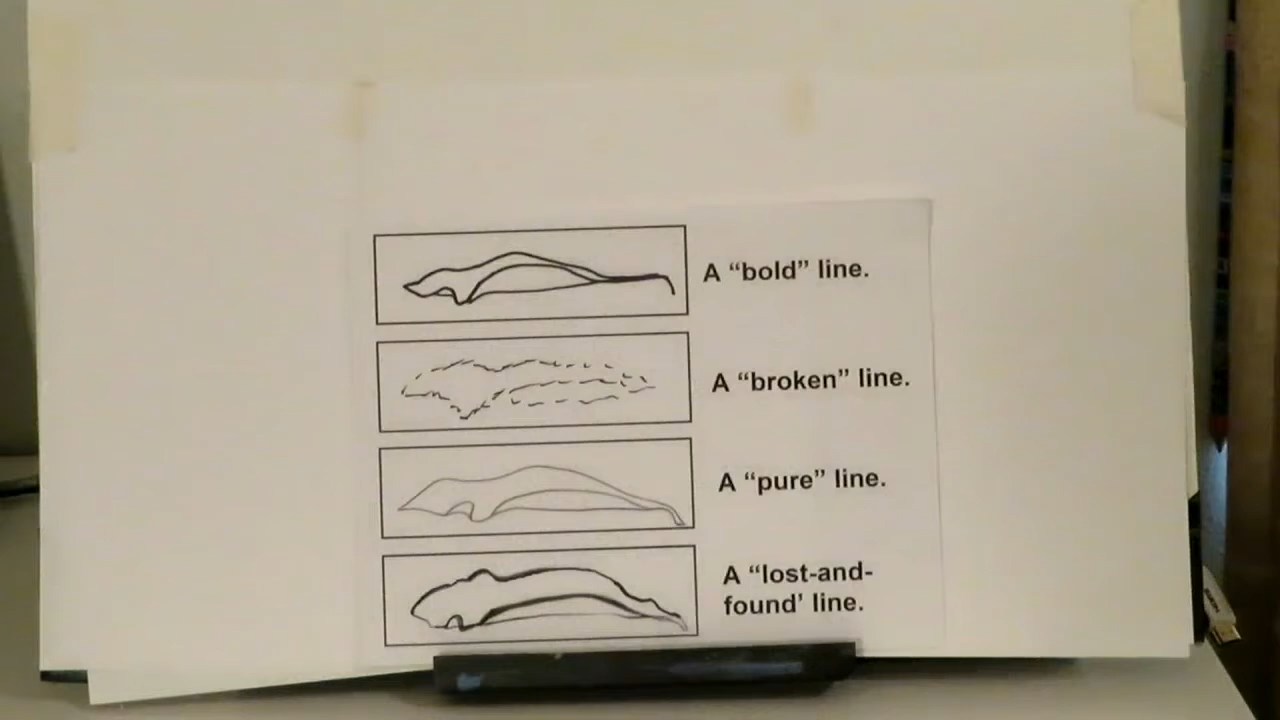 A “bold” line.
A “broken” line.
A “pure” line.
A “lost-and-
found’ line.